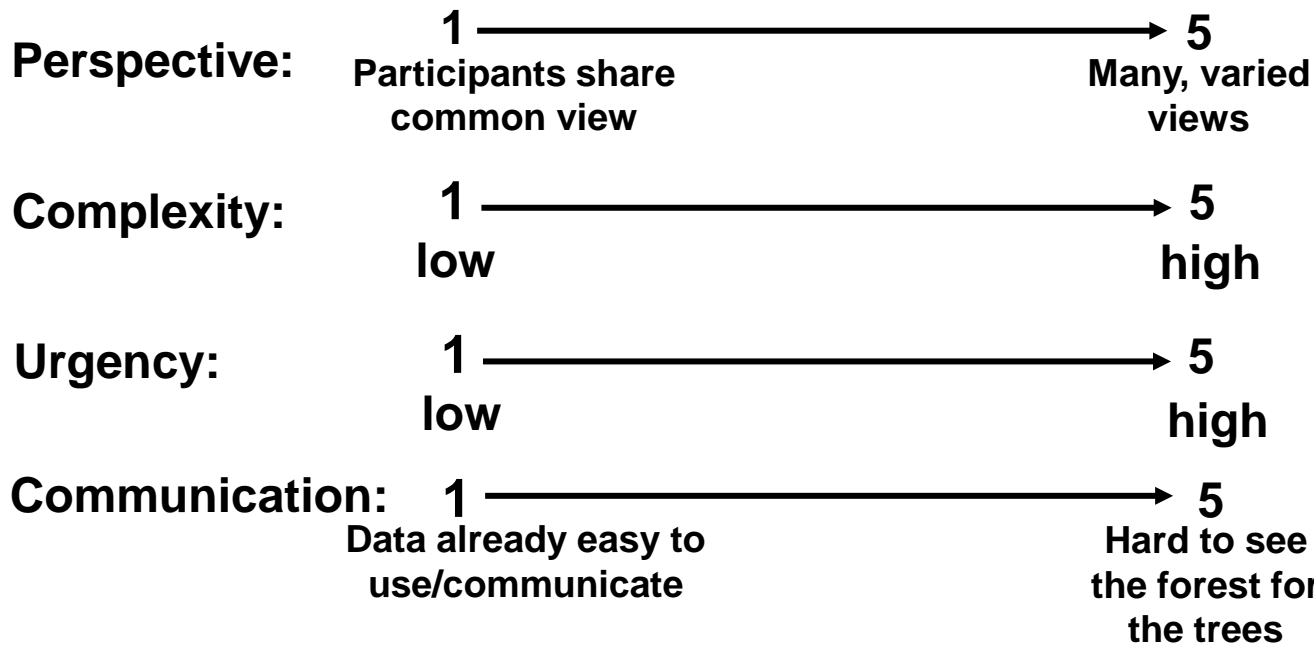 Perspective: 1 5
Participants share Many, varied
common view views
Complexity: 1 5
low high
Urgency: 1 5
low high
Communication: 1 5
Data already easy to Hard to see
use/communicate the forest for
the trees